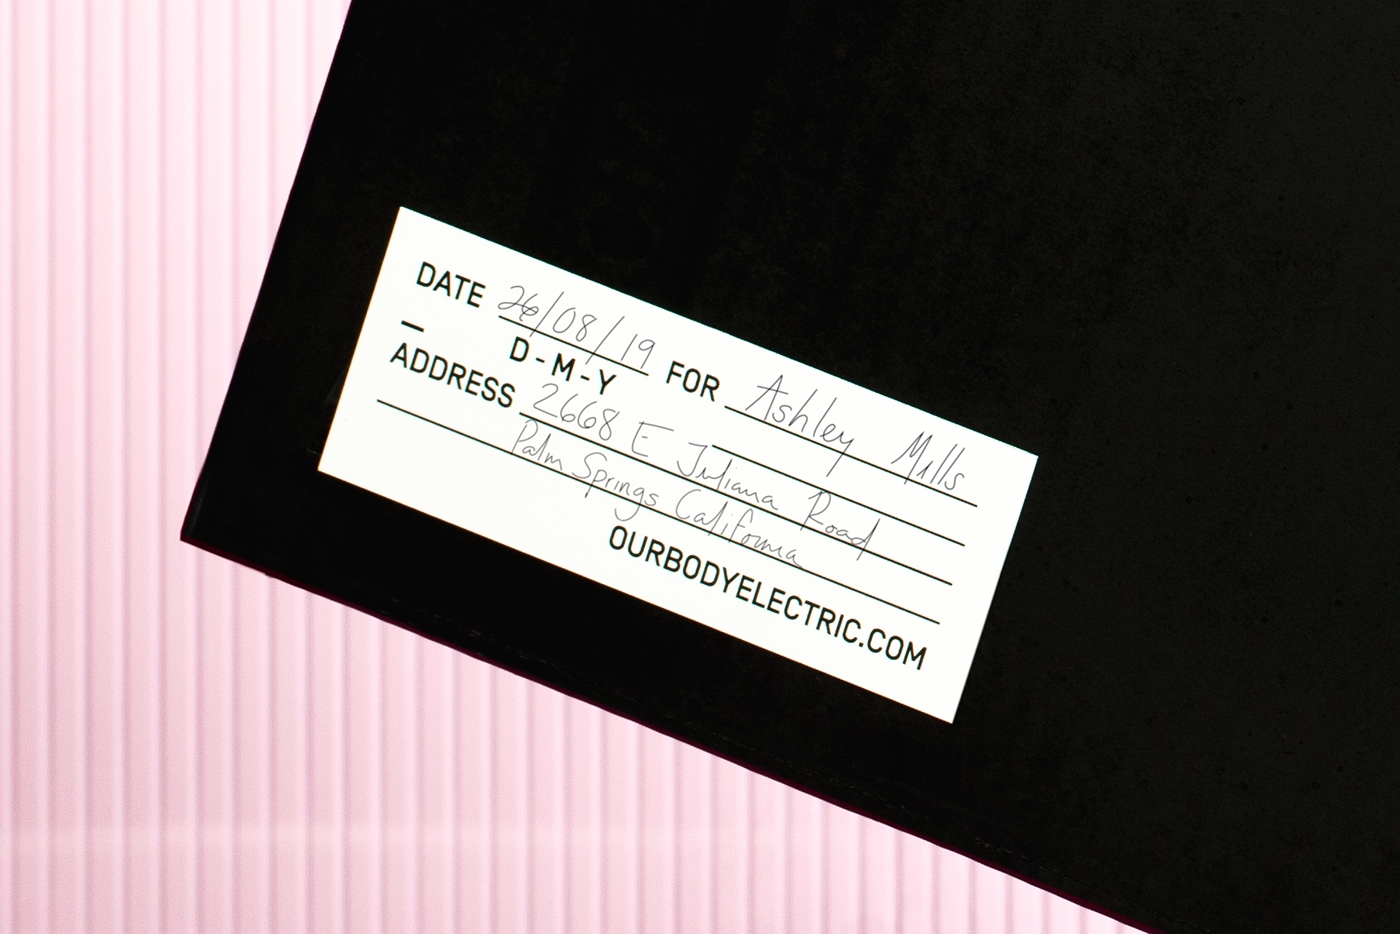 DATE 26/08/19 FOR Ashley Mills
D - M - Y
ADDRESS 2668 E Juliana Road
Palm Springs California
OURBODYELECTRIC.COM